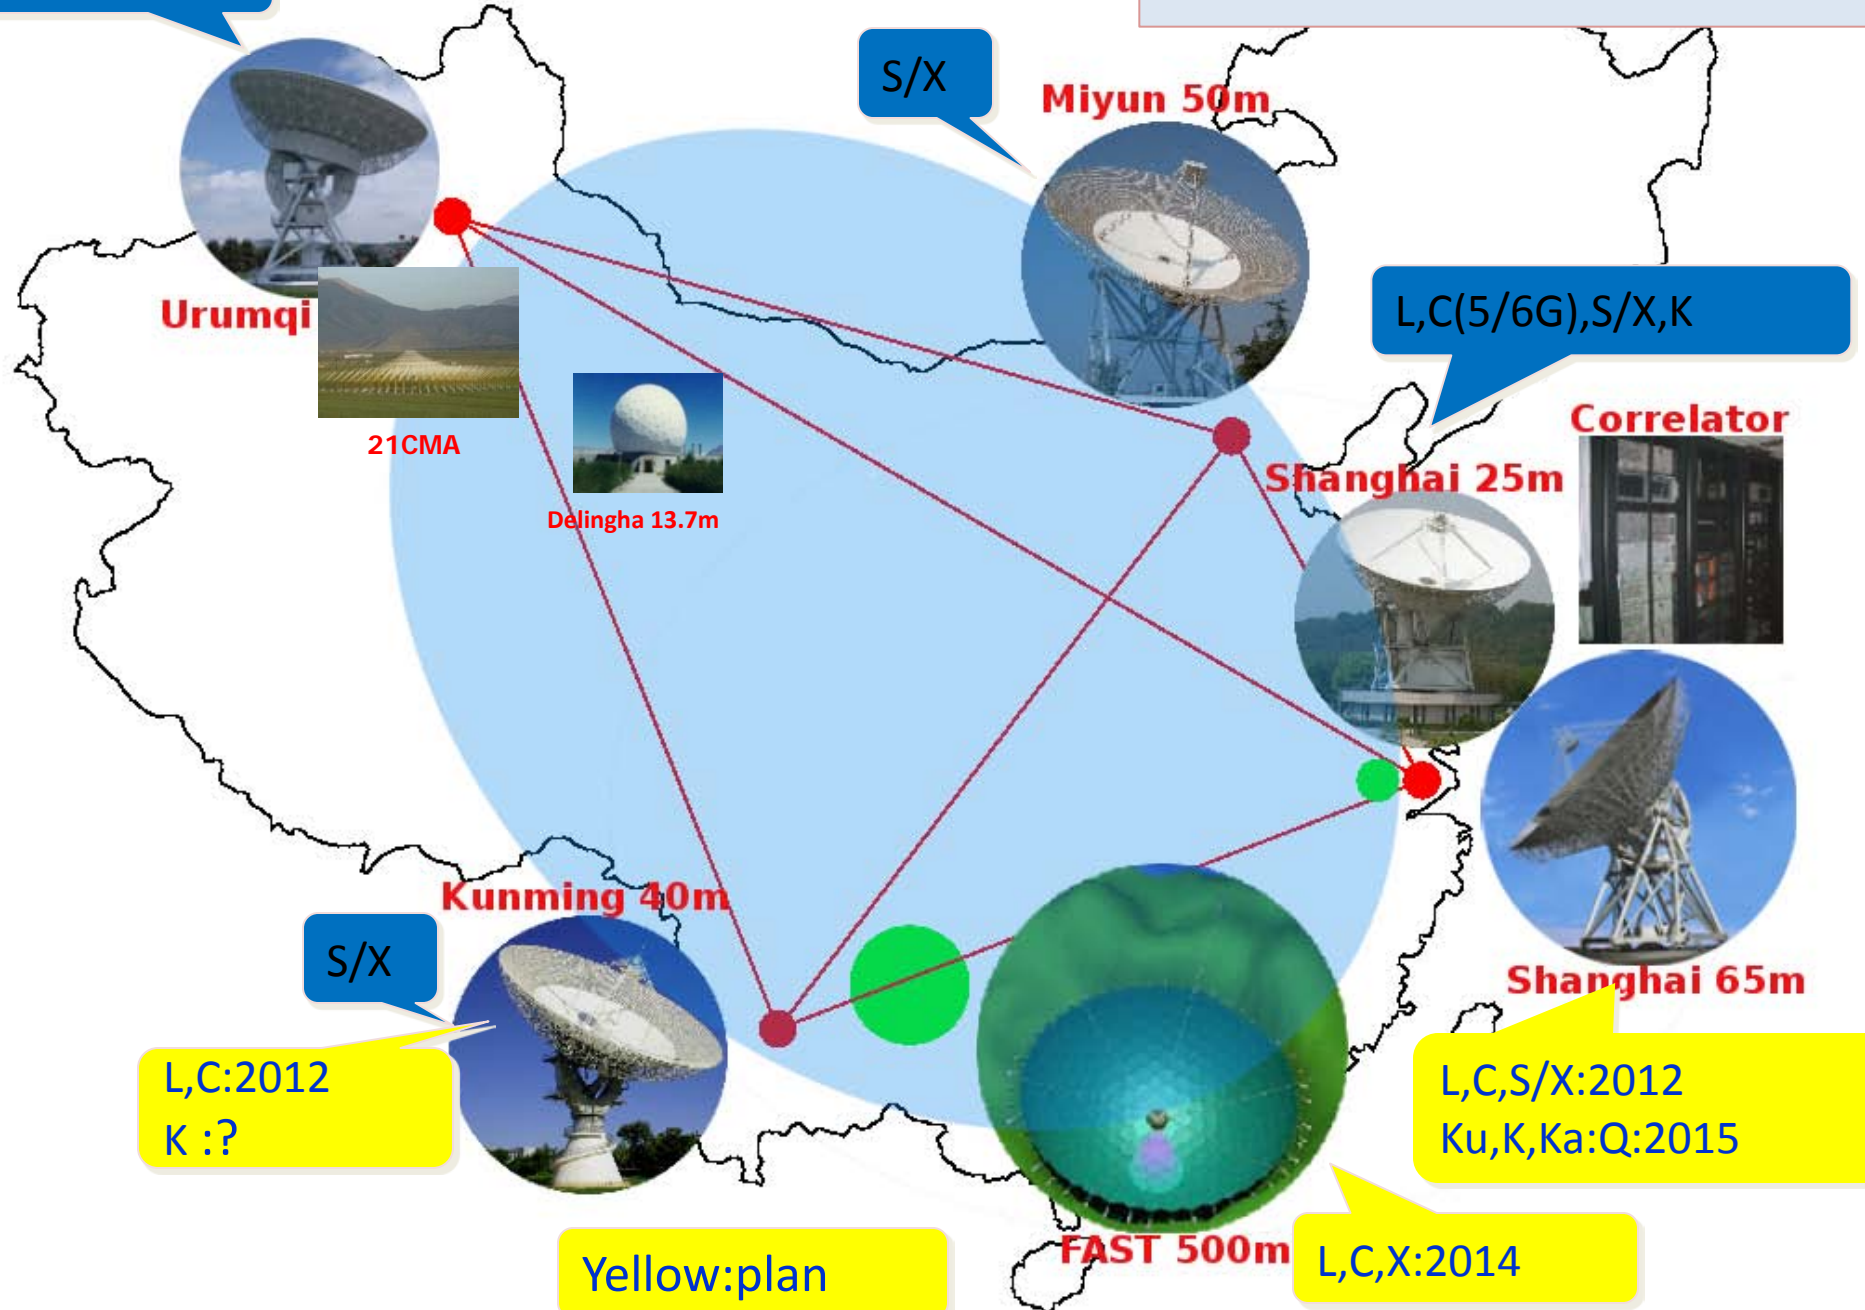 S/X
Miyun 50m
Urumqi
L,C(5/6G),S/X,K
21CMA
Delingha 13.7m
Correlator
Shanghai 25m
Kunming 40m
S/X
L,C:2012
K :?
Shanghai 65m
L,C,S/X:2012
Ku,K,Ka:Q:2015
FAST 500m
L,C,X:2014
Yellow:plan